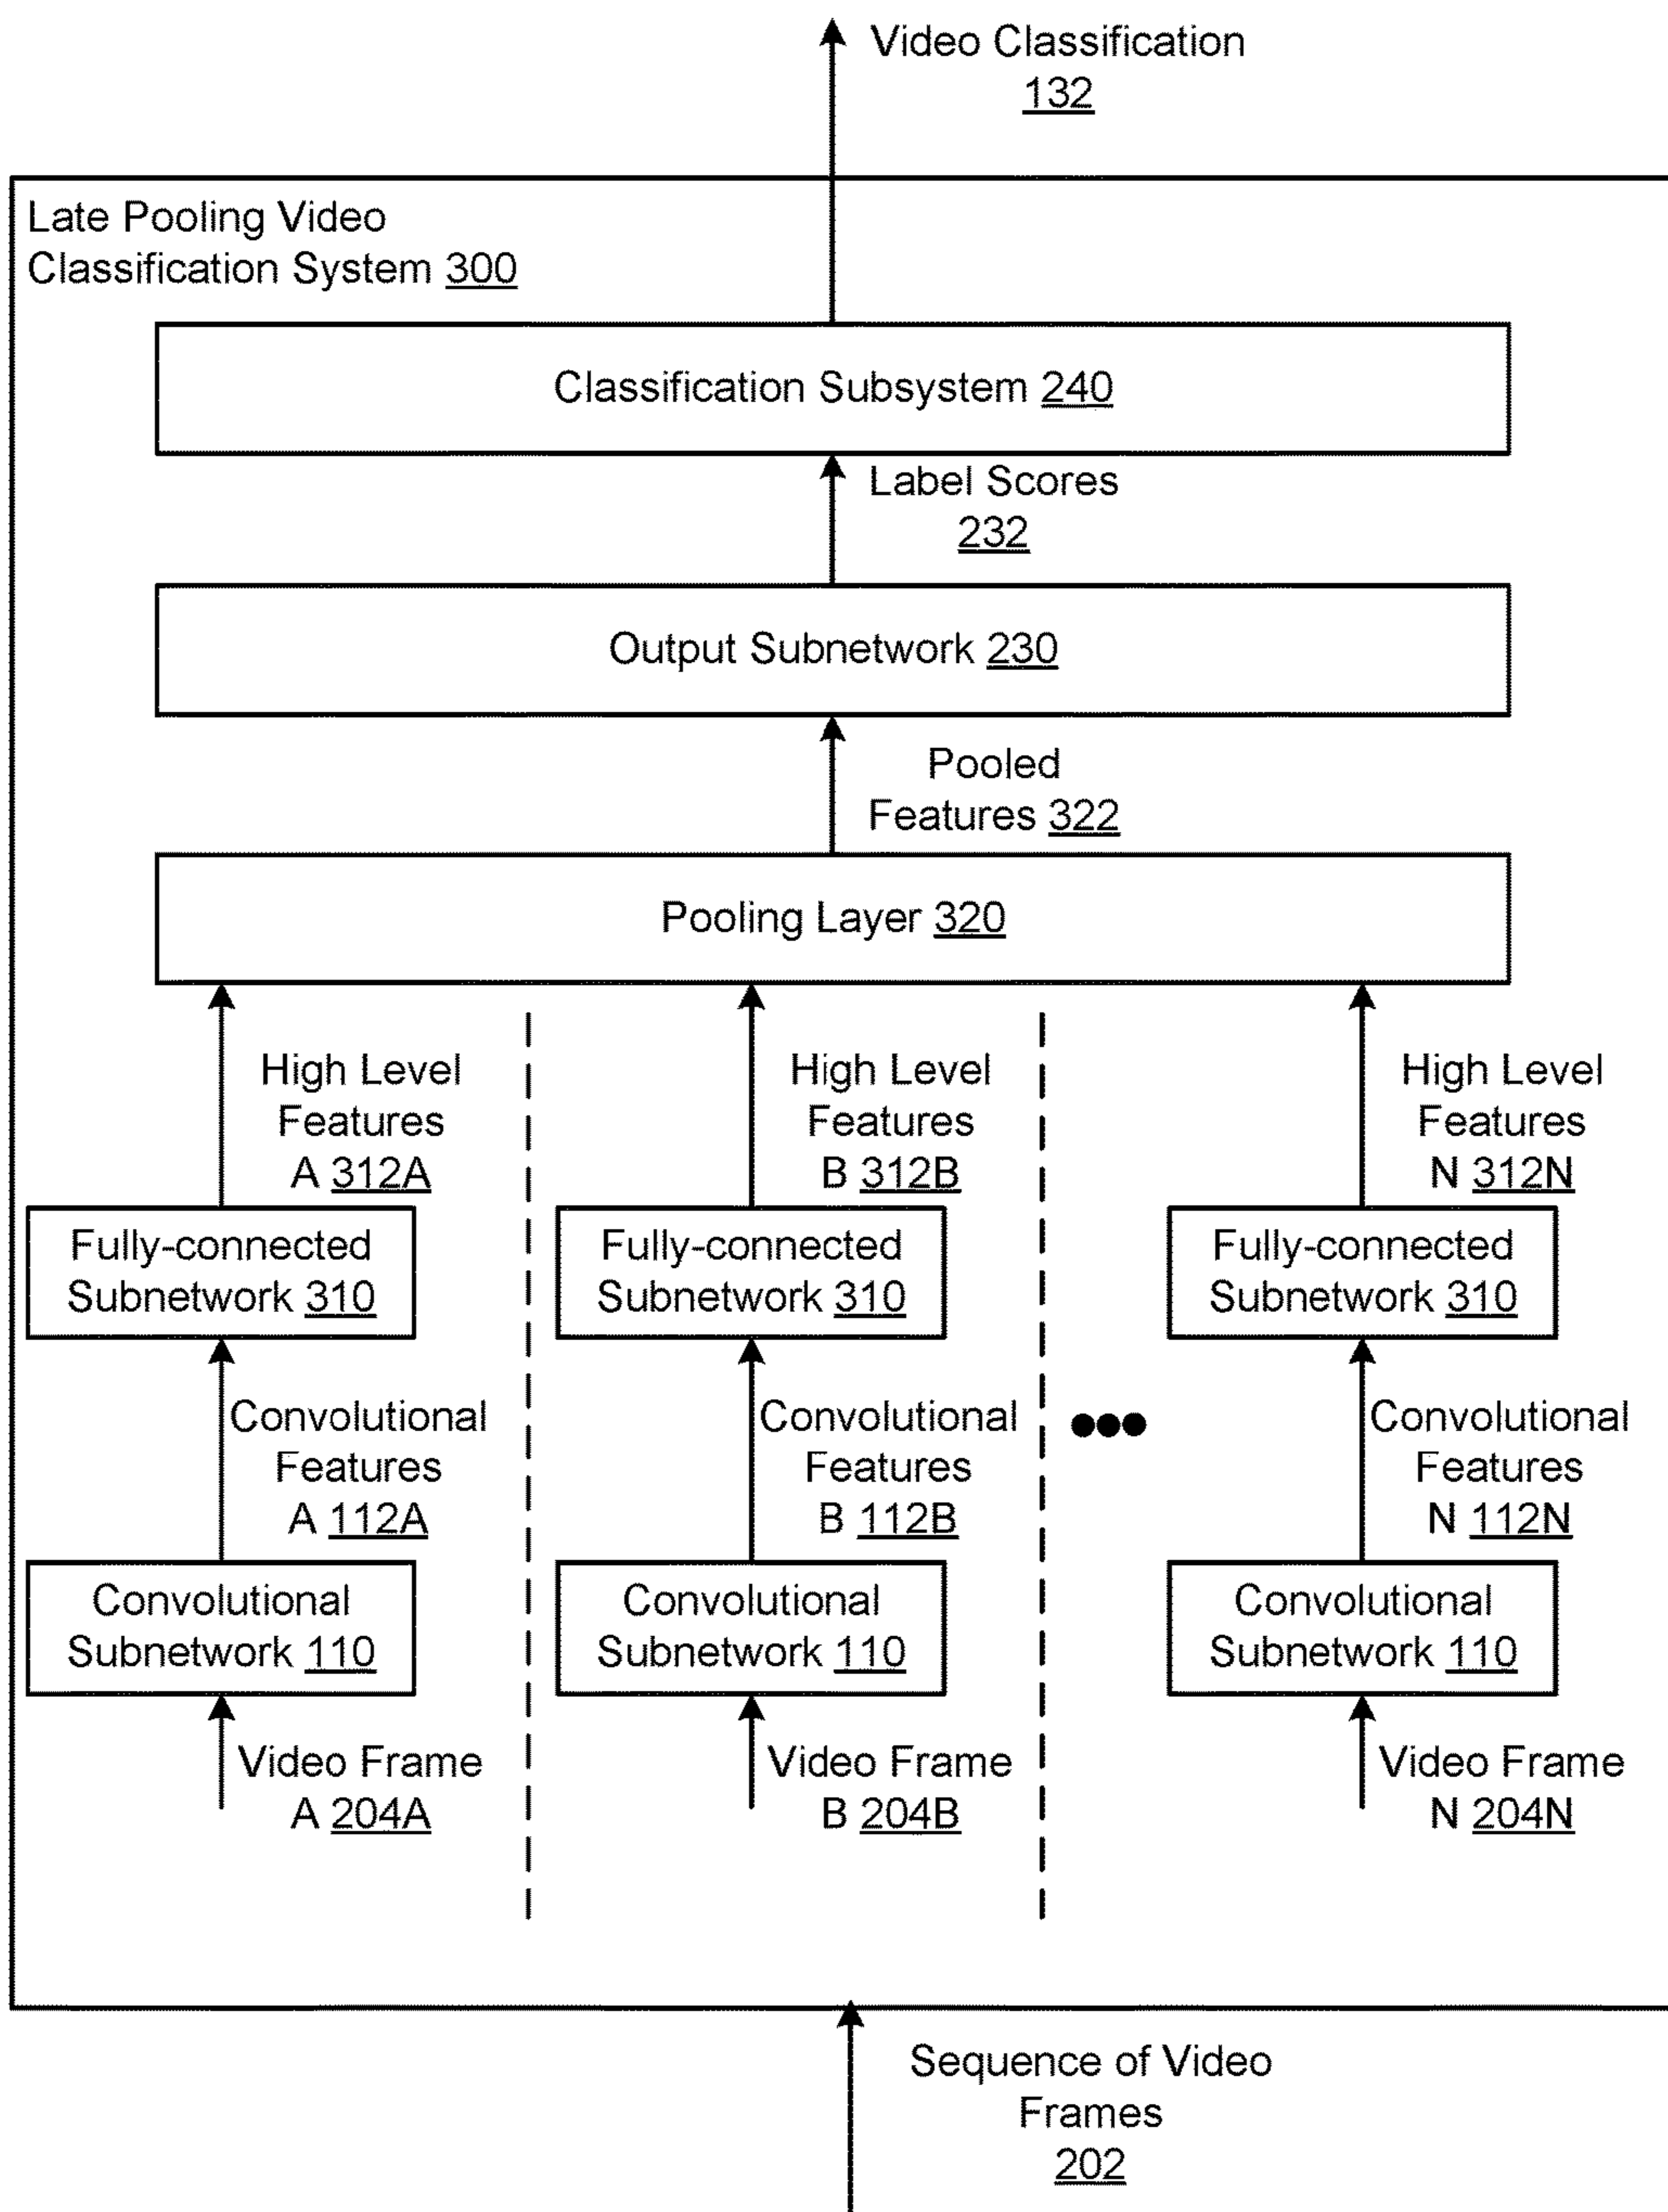 Video Classification
132
Late Pooling Video
Classification System 300
Classification Subsystem 240
Label Scores
232
Output Subnetwork 230
Pooled
Features 322
Pooling Layer 320
High Level
Features
A 312A
High Level
Features
B 312B
High Level
Features
N 312N
Fully-connected
Subnetwork 310
Fully-connected
Subnetwork 310
Fully-connected
Subnetwork 310
Convolutional
Features
A 112A
Convolutional
Features
B 112B
Convolutional
Features
N 112N
Convolutional
Subnetwork 110
Convolutional
Subnetwork 110
Convolutional
Subnetwork 110
Video Frame
A 204A
Video Frame
B 204B
Video Frame
N 204N
Sequence of Video
Frames
202